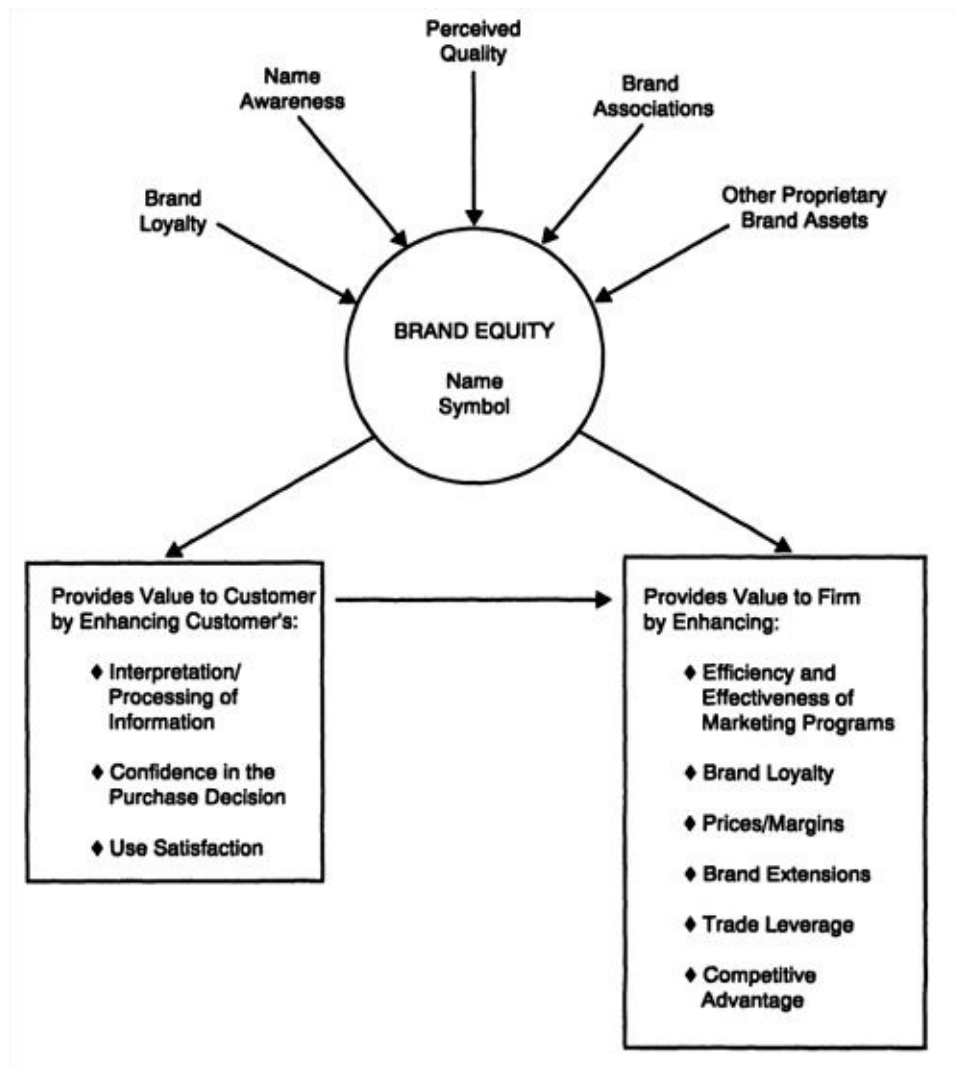 Perceived
Quality
Name
Awareness
Brand
Associations
Brand
Loyalty
Other Proprietary
Brand Assets
BRAND EQUITY
Name
Symbol
Provides Value to Customer
by Enhancing Customer's:
♦ Interpretation/
Processing of
Information
♦ Confidence in the
Purchase Decision
♦ Use Satisfaction
Provides Value to Firm
by Enhancing:
♦ Efficiency and
Effectiveness of
Marketing Programs
♦ Brand Loyalty
♦ Prices/Margins
♦ Brand Extensions
♦ Trade Leverage
♦ Competitive
Advantage